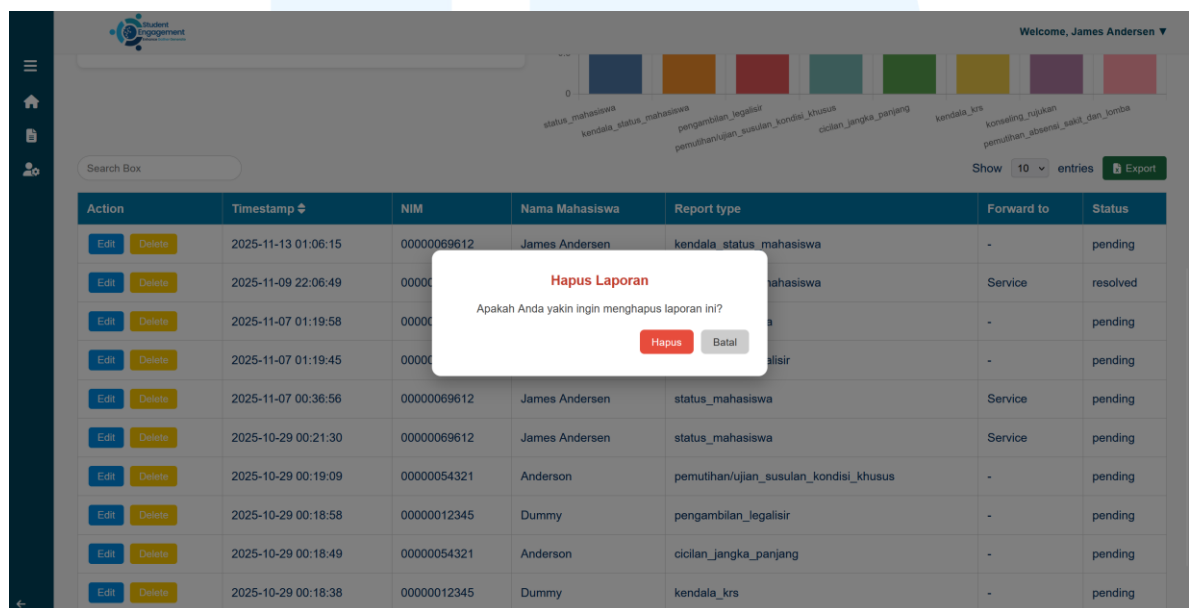 Student
Engagement
Welcome, James Andersen ▼
0
status_mahasiswa
kendala_status_mahasiswa
pengambilan_legalisir
pemutihan/ujian_susulan_kondisi_khusus
cicilan_jangka_panjang
kendala_krs
konseling_rujukan
pemutihan_absensi_sakit_dan_lomba
Search Box
Show 10 entries Export
Action Timestamp NIM Nama Mahasiswa Report type Forward to Status
Edit Delete 2025-11-13 01:06:15 00000069612 James Andersen kendala_status_mahasiswa - pending
Edit Delete 2025-11-09 22:06:49 0000 ahasiswa Service resolved
Edit Delete 2025-11-07 01:19:58 0000 - pending
Edit Delete 2025-11-07 01:19:45 0000 alisir - pending
Hapus Laporan
Apakah Anda yakin ingin menghapus laporan ini?
Hapus Batal
Edit Delete 2025-11-07 00:36:56 00000069612 James Andersen status_mahasiswa Service pending
Edit Delete 2025-10-29 00:21:30 00000069612 James Andersen status_mahasiswa Service pending
Edit Delete 2025-10-29 00:19:09 00000054321 Anderson pemutihan/ujian_susulan_kondisi_khusus - pending
Edit Delete 2025-10-29 00:18:58 00000012345 Dummy pengambilan_legalisir - pending
Edit Delete 2025-10-29 00:18:49 00000054321 Anderson cicilan_jangka_panjang - pending
Edit Delete 2025-10-29 00:18:38 00000012345 Dummy kendala_krs - pending